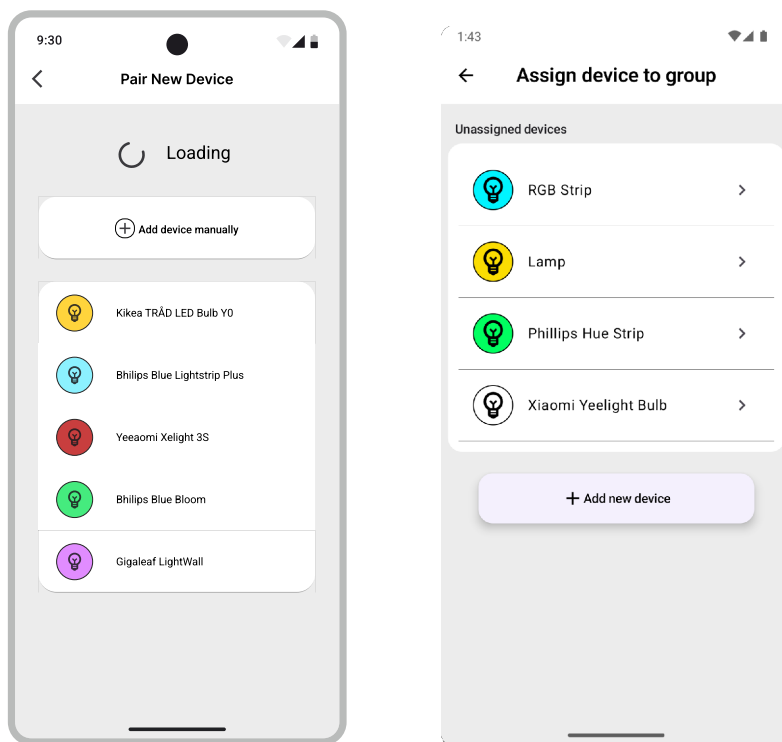 9:30
Pair New Device
Loading
Add device manually
Kikea TRÅD LED Bulb Y0
Bhilips Blue Lightstrip Plus
Yeeaomi Xelight 3S
Bhilips Blue Bloom
Gigaleaf LightWall
1:43
Assign device to group
Unassigned devices
RGB Strip
Lamp
Phillips Hue Strip
Xiaomi Yeelight Bulb
Add new device